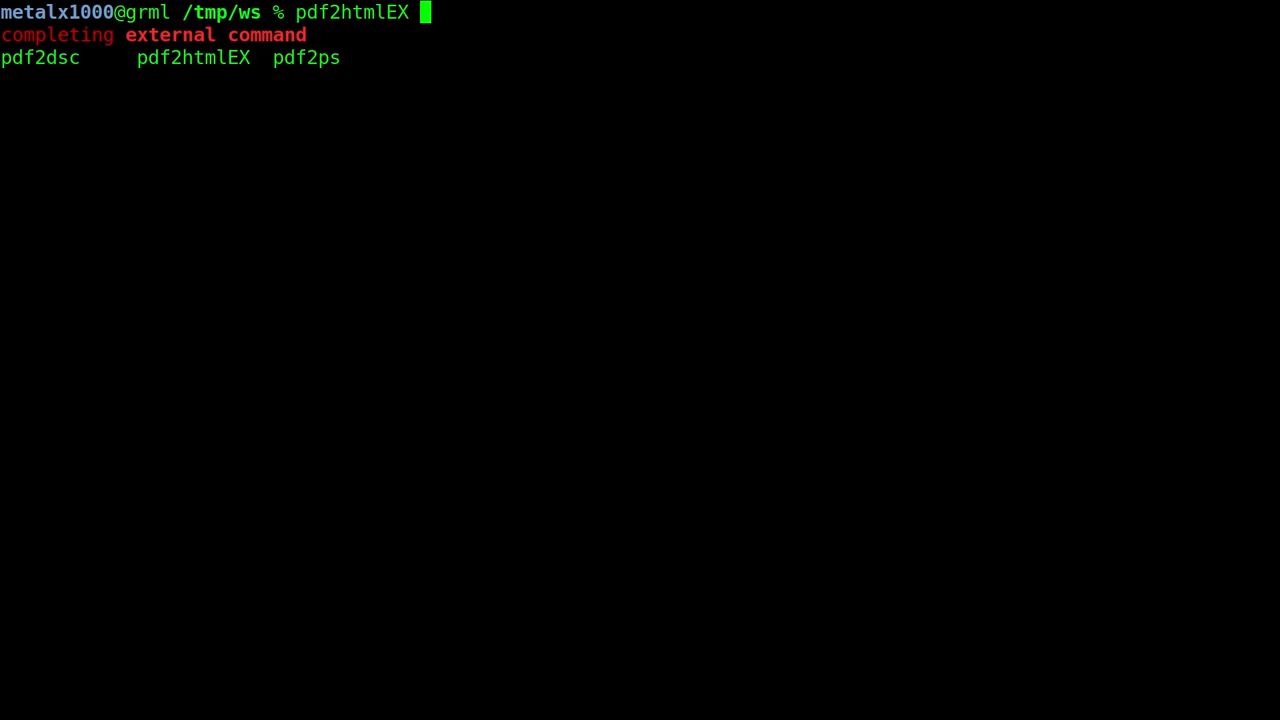 metalx1000@grml /tmp/ws % pdf2htmlEX
completing external command
pdf2dsc     pdf2htmlEX  pdf2ps